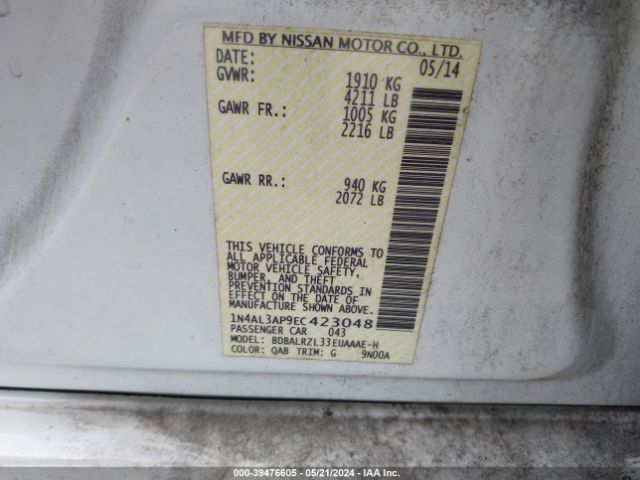 MFD BY NISSAN MOTOR CO., LTD.
DATE: 05/14
GVWR: 1910 KG
4211 LB
GAWR FR.: 1005 KG
2216 LB
GAWR RR.: 940 KG
2072 LB
THIS VEHICLE CONFORMS TO
ALL APPLICABLE FEDERAL
MOTOR VEHICLE SAFETY,
BUMPER, AND THEFT
PREVENTION STANDARDS IN
EFFECT ON THE DATE OF
MANUFACTURE SHOWN ABOVE.
1N4AL3AP9EC423048
PASSENGER CAR 043
MODEL: BDBALRZL33EUAAAE-H
COLOR: QAB TRIM: G 9N00A
000-39476605 - 05/21/2024 - IAA Inc.